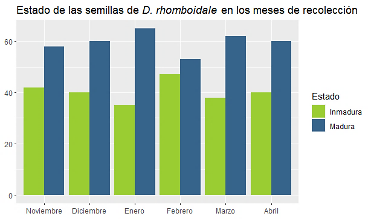 Estado de las semillas de D. rhomboidale en los meses de recolección
60
40
20
0
Noviembre Diciembre Enero Febrero Marzo Abril
Estado
Inmadura
Madura